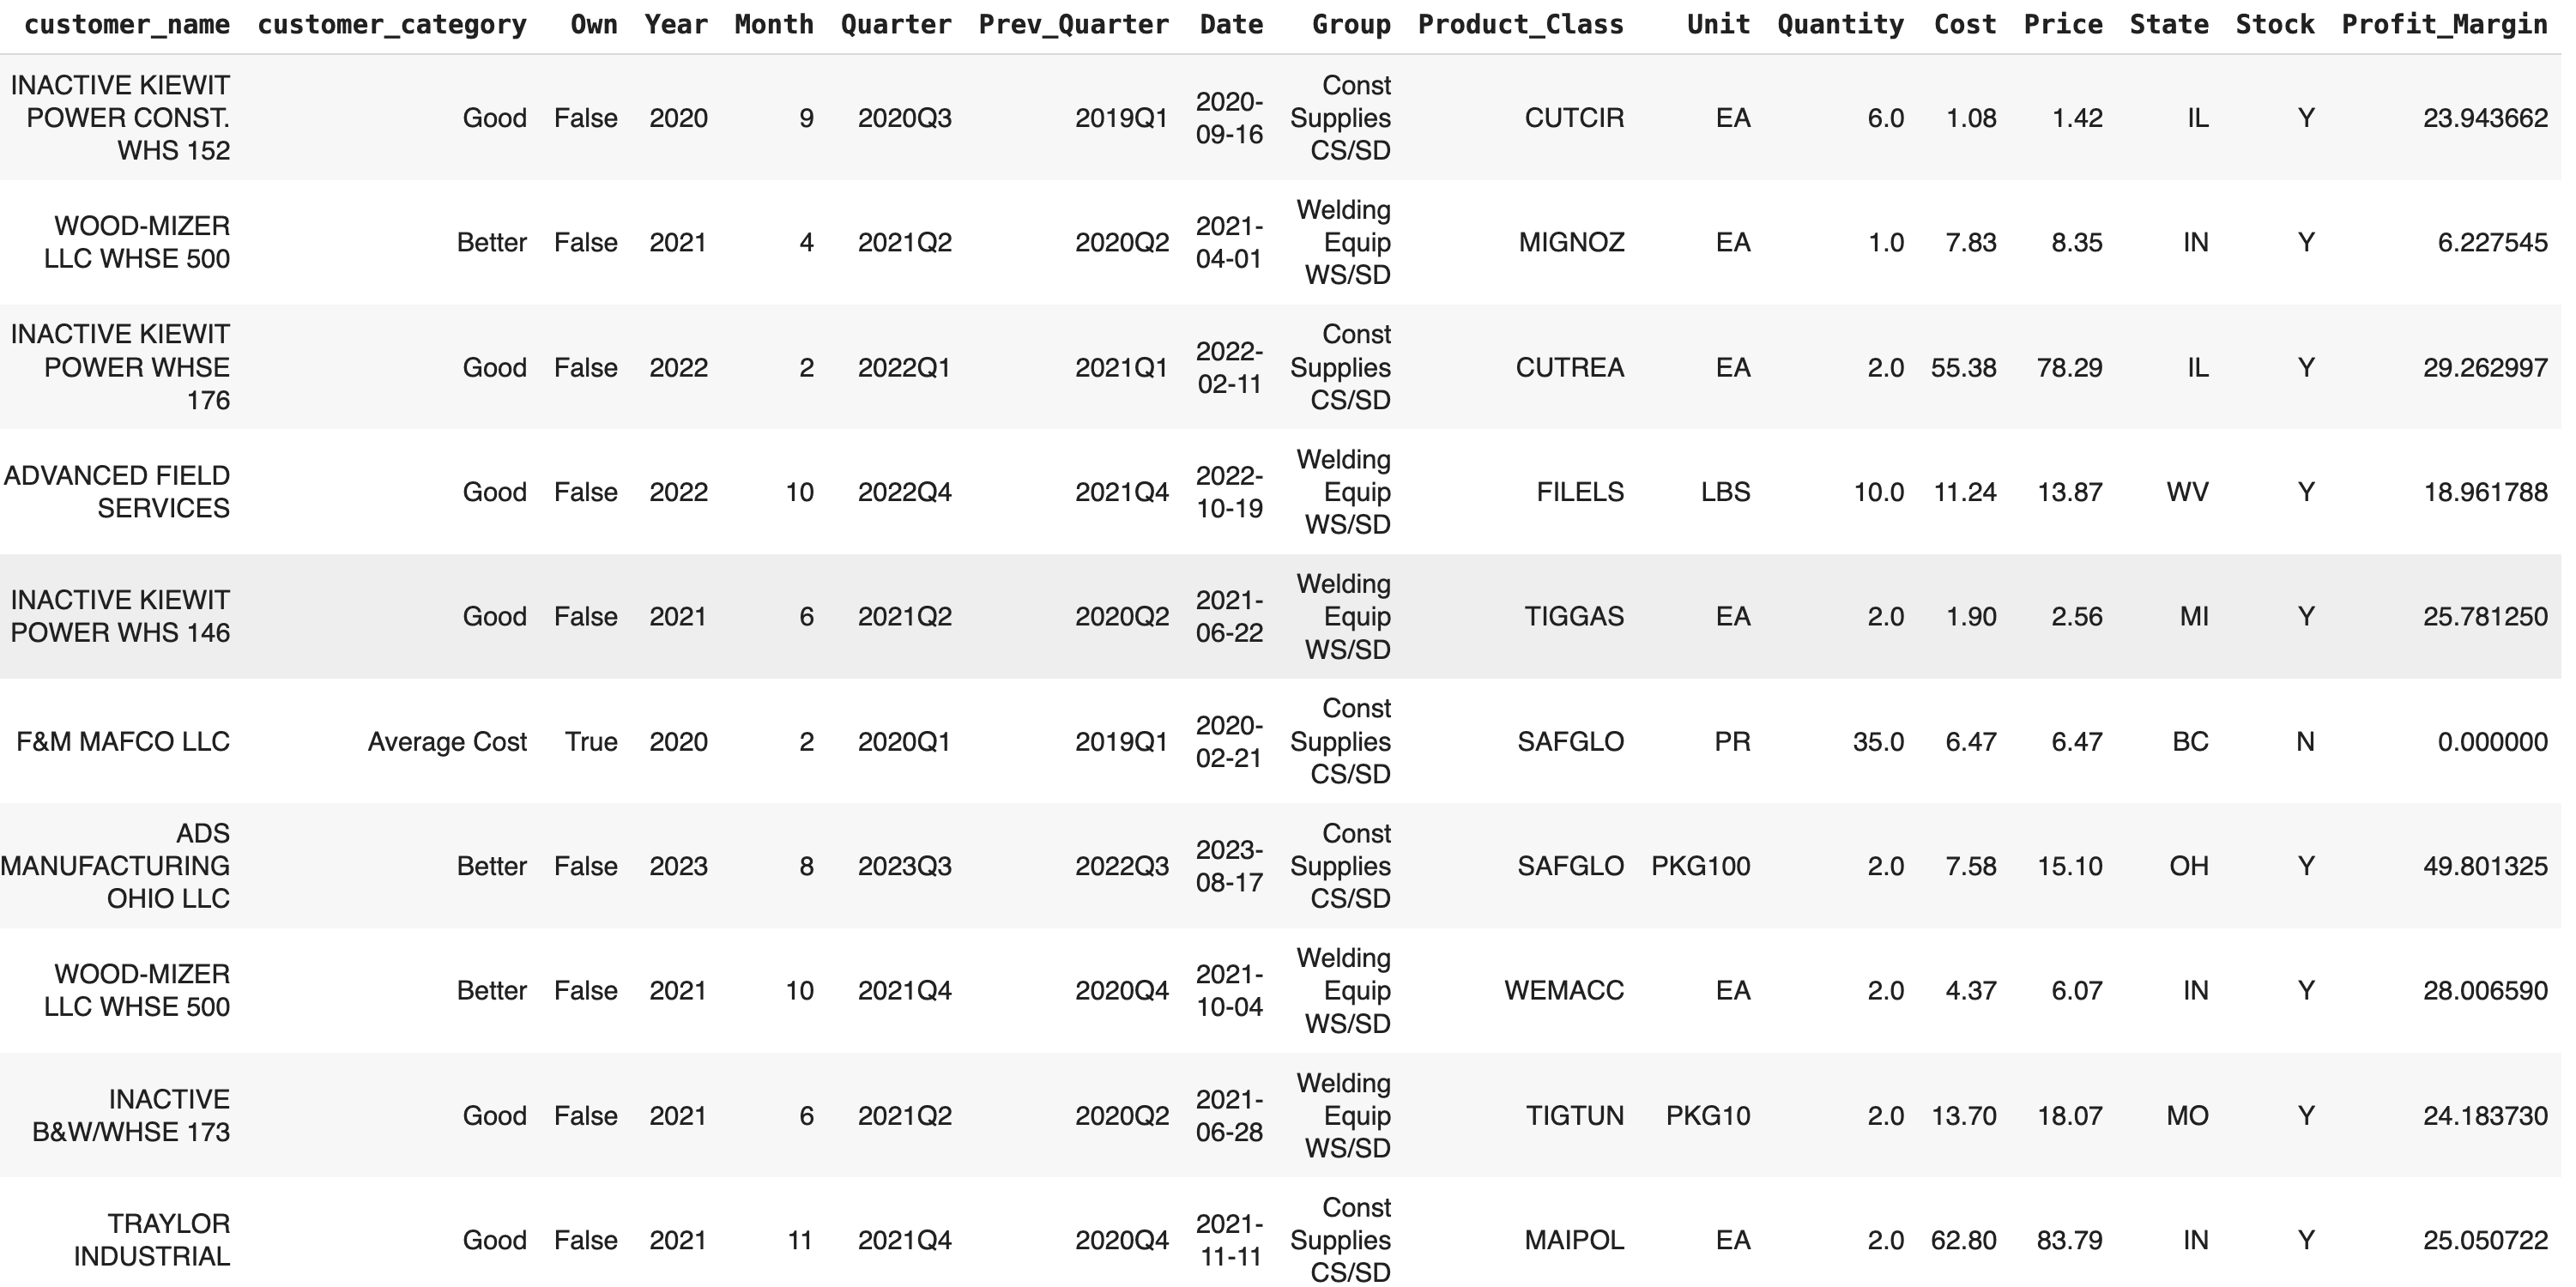 customer_name customer_category Own Year Month Quarter Prev_Quarter Date Group Product_Class Unit Quantity Cost Price State Stock Profit_Margin
INACTIVE KIEWIT
POWER CONST.
WHS 152
Good False 2020 9 2020Q3 2019Q1
2020-
09-16
Const
Supplies
CS/SD
CUTCIR EA 6.0 1.08 1.42 IL Y 23.943662
WOOD-MIZER
LLC WHSE 500
Better False 2021 4 2021Q2 2020Q2
2021-
04-01
Welding
Equip
WS/SD
MIGNOZ EA 1.0 7.83 8.35 IN Y 6.227545
INACTIVE KIEWIT
POWER WHSE
176
Good False 2022 2 2022Q1 2021Q1
2022-
02-11
Const
Supplies
CS/SD
CUTREA EA 2.0 55.38 78.29 IL Y 29.262997
ADVANCED FIELD
SERVICES
Good False 2022 10 2022Q4 2021Q4
2022-
10-19
Welding
Equip
WS/SD
FILELS LBS 10.0 11.24 13.87 WV Y 18.961788
INACTIVE KIEWIT
POWER WHS 146
Good False 2021 6 2021Q2 2020Q2
2021-
06-22
Welding
Equip
WS/SD
TIGGAS EA 2.0 1.90 2.56 MI Y 25.781250
F&M MAFCO LLC
Average Cost True 2020 2 2020Q1 2019Q1
2020-
02-21
Const
Supplies
CS/SD
SAFGLO PR 35.0 6.47 6.47 BC N 0.000000
ADS
MANUFACTURING
OHIO LLC
Better False 2023 8 2023Q3 2022Q3
2023-
08-17
Const
Supplies
CS/SD
SAFGLO PKG100 2.0 7.58 15.10 OH Y 49.801325
WOOD-MIZER
LLC WHSE 500
Better False 2021 10 2021Q4 2020Q4
2021-
10-04
Welding
Equip
WS/SD
WEMACC EA 2.0 4.37 6.07 IN Y 28.006590
INACTIVE
B&W/WHSE 173
Good False 2021 6 2021Q2 2020Q2
2021-
06-28
Welding
Equip
WS/SD
TIGTUN PKG10 2.0 13.70 18.07 MO Y 24.183730
TRAYLOR
INDUSTRIAL
Good False 2021 11 2021Q4 2020Q4
2021-
11-11
Const
Supplies
CS/SD
MAIPOL EA 2.0 62.80 83.79 IN Y 25.050722